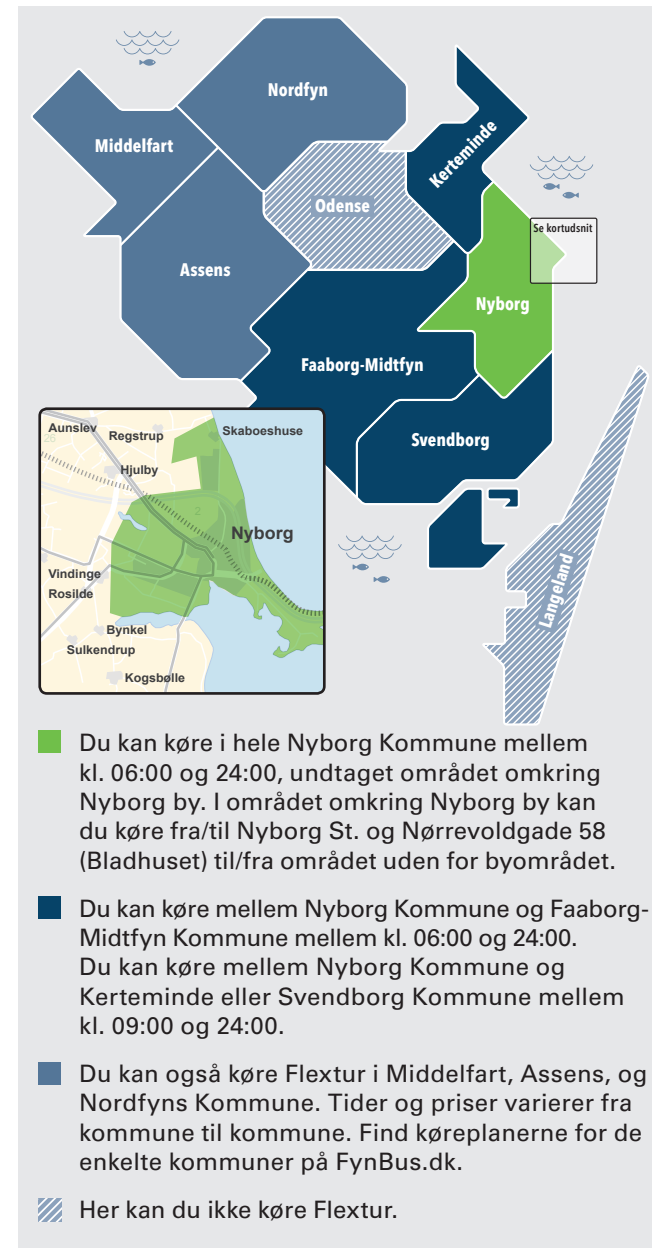 Nordfyn
Middelfart
Kerteminde
Odense
Se kortudsnit
Assens
Nyborg
Faaborg-Midtfyn
Svendborg
Langeland
Aunslev
Regstrup
Skaboeshuse
26
Hjulby
2
Nyborg
Vindinge
Rosilde
Bynkel
Sulkendrup
Kogsbølle
Du kan køre i hele Nyborg Kommune mellem
kl. 06:00 og 24:00, undtaget området omkring
Nyborg by. I området omkring Nyborg by kan
du køre fra/til Nyborg St. og Nørrevoldgade 58
(Bladhuset) til/fra området uden for byområdet.
Du kan køre mellem Nyborg Kommune og Faaborg-
Midtfyn Kommune mellem kl. 06:00 og 24:00.
Du kan køre mellem Nyborg Kommune og
Kerteminde eller Svendborg Kommune mellem
kl. 09:00 og 24:00.
Du kan også køre Flextur i Middelfart, Assens, og
Nordfyns Kommune. Tider og priser varierer fra
kommune til kommune. Find køreplanerne for de
enkelte kommuner på FynBus.dk.
Her kan du ikke køre Flextur.